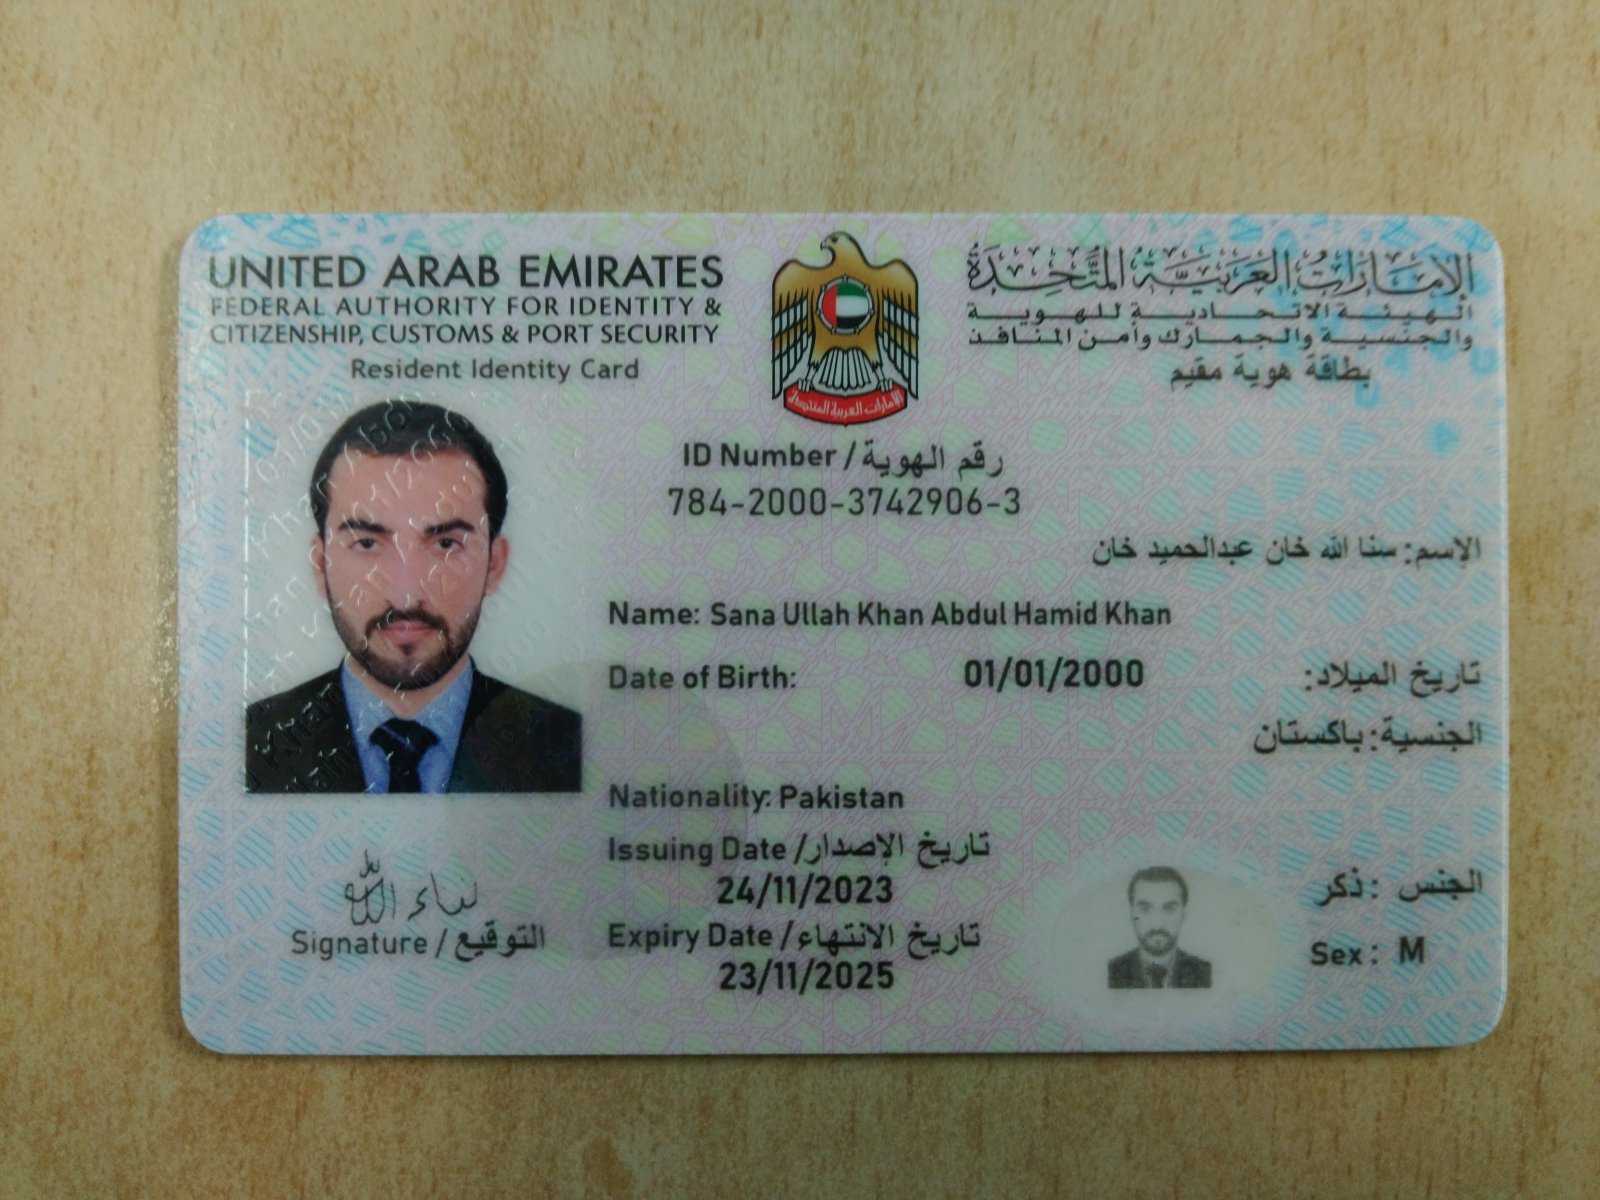 UNITED ARAB EMIRATES
FEDERAL AUTHORITY FOR IDENTITY &
CITIZENSHIP, CUSTOMS & PORT SECURITY
Resident Identity Card
الإمارات العربية المتحدة
الهيئة الاتحادية للهوية
والجنسية والجمارك وأمن المنافذ
بطاقة هوية مقيم
الإمارات العربية المتحدة
ID Number / رقم الهوية
784-2000-3742906-3
الإسم: سنا الله خان عبدالحميد خان
Name: Sana Ullah Khan Abdul Hamid Khan
Date of Birth: 01/01/2000 تاريخ الميلاد:
الجنسية: باكستان
Nationality: Pakistan
Issuing Date / تاريخ الإصدار
24/11/2023
Expiry Date / تاريخ الانتهاء
23/11/2025
الجنس : ذكر
Sex : M
Signature / التوقيع